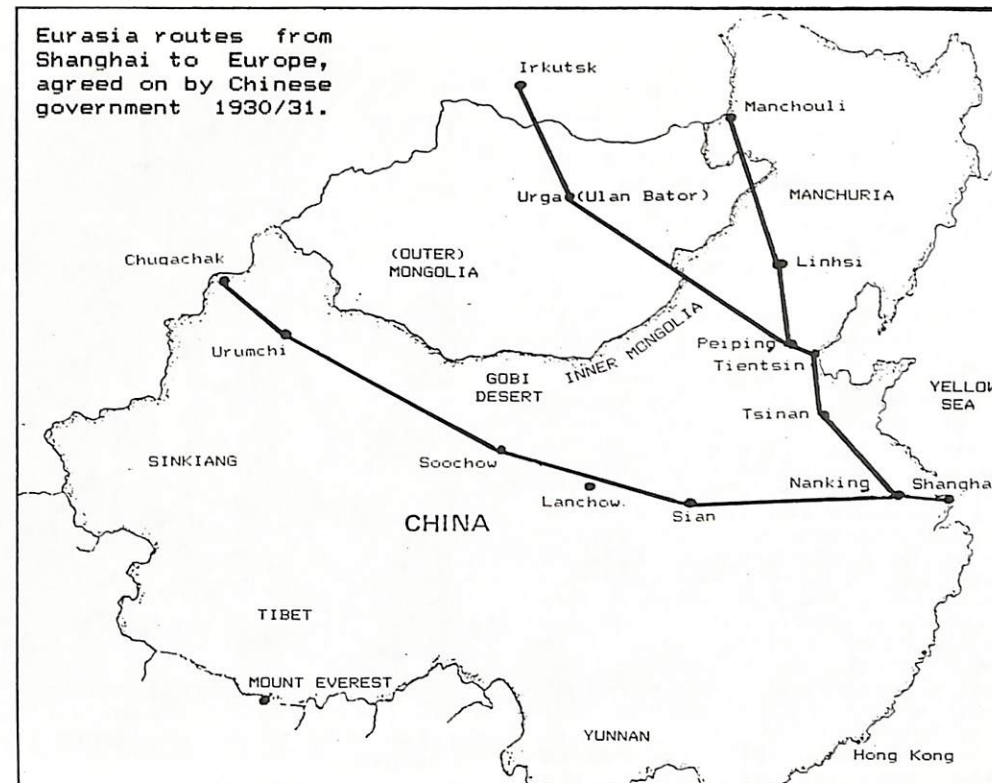 Eurasia routes from
Shanghai to Europe,
agreed on by Chinese
government 1930/31.
Irkutsk
Manchouli
Urga (Ulan Bator)
MANCHURIA
(OUTER)
MONGOLIA
Chugachak
Linhsi
INNER MONGOLIA
Urumchi
Peiping
Tientsin
GOBI
DESERT
YELLOW
SEA
Tsinan
SINKIANG
Soochow
Lanchow.
Nanking
Shangha
Sian
CHINA
TIBET
MOUNT EVEREST
YUNNAN
Hong Kong